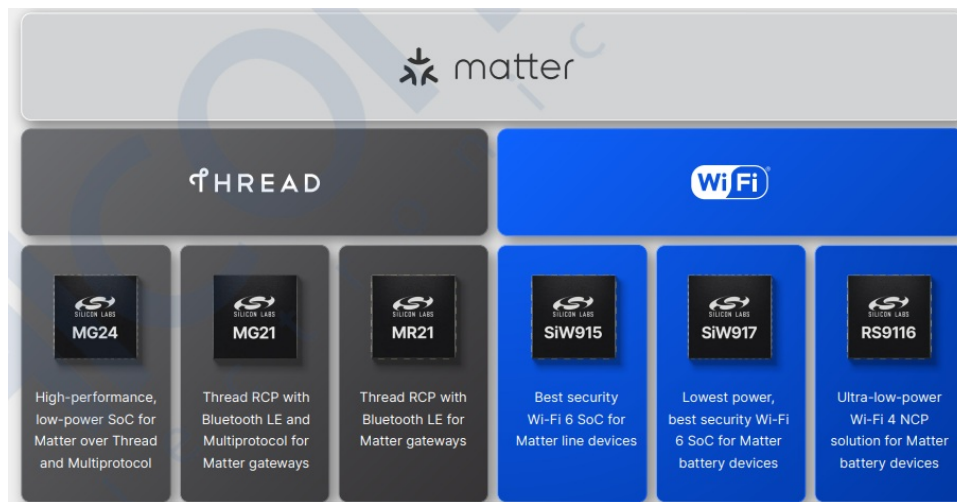 matter
THREAD
Wi Fi
SILICON LABS
MG24
High-performance,
low-power SoC for
Matter over Thread
and Multiprotocol
SILICON LABS
MG21
Thread RCP with
Bluetooth LE and
Multiprotocol for
Matter gateways
SILICON LABS
MR21
Thread RCP with
Bluetooth LE for
Matter gateways
SILICON LABS
SiW915
Best security
Wi-Fi 6 SoC for
Matter line devices
SILICON LABS
SiW917
Lowest power,
best security Wi-Fi
6 SoC for Matter
battery devices
SILICON LABS
RS9116
Ultra-low-power
Wi-Fi 4 NCP
solution for Matter
battery devices